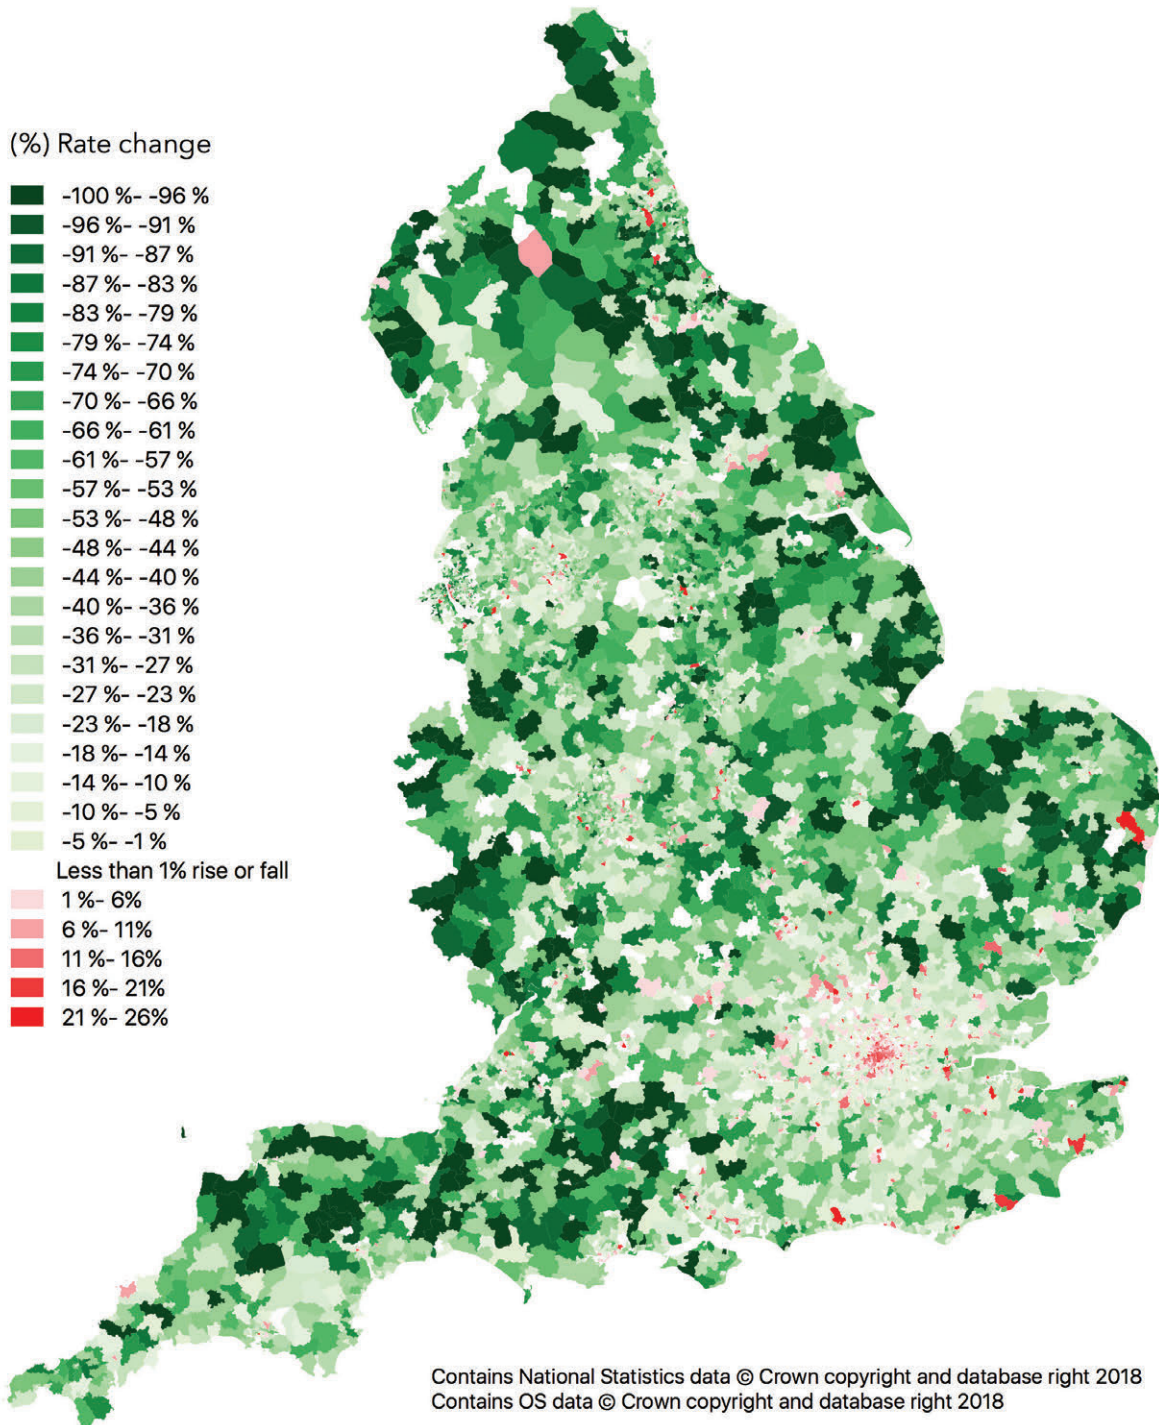 (%) Rate change
-100 %- -96 %
-96 %- -91 %
-91 %- -87 %
-87 %- -83 %
-83 %- -79 %
-79 %- -74 %
-74 %- -70 %
-70 %- -66 %
-66 %- -61 %
-61 %- -57 %
-57 %- -53 %
-53 %- -48 %
-48 %- -44 %
-44 %- -40 %
-40 %- -36 %
-36 %- -31 %
-31 %- -27 %
-27 %- -23 %
-23 %- -18 %
-18 %- -14 %
-14 %- -10 %
-10 %- -5 %
-5 %- -1 %
Less than 1% rise or fall
1 %- 6%
6 %- 11%
11 %- 16%
16 %- 21%
21 %- 26%
Contains National Statistics data © Crown copyright and database right 2018
Contains OS data © Crown copyright and database right 2018